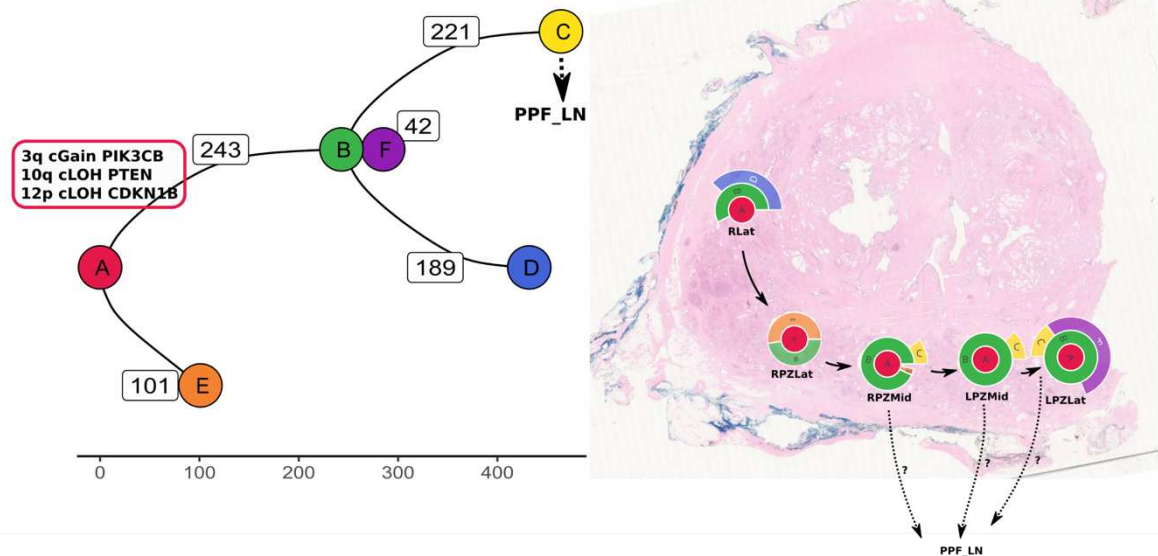 221
C
PPF_LN
42
B
F
243
3q cGain PIK3CB
10q cLOH PTEN
12p cLOH CDKN1B
A
189
D
101
E
0
100
200
300
400
D
B
A
RLat
E
RPZLat
B
A
C
RPZMid
B
A
C
LPZMid
C
B
A
F
LPZLat
?
?
?
PPF_LN